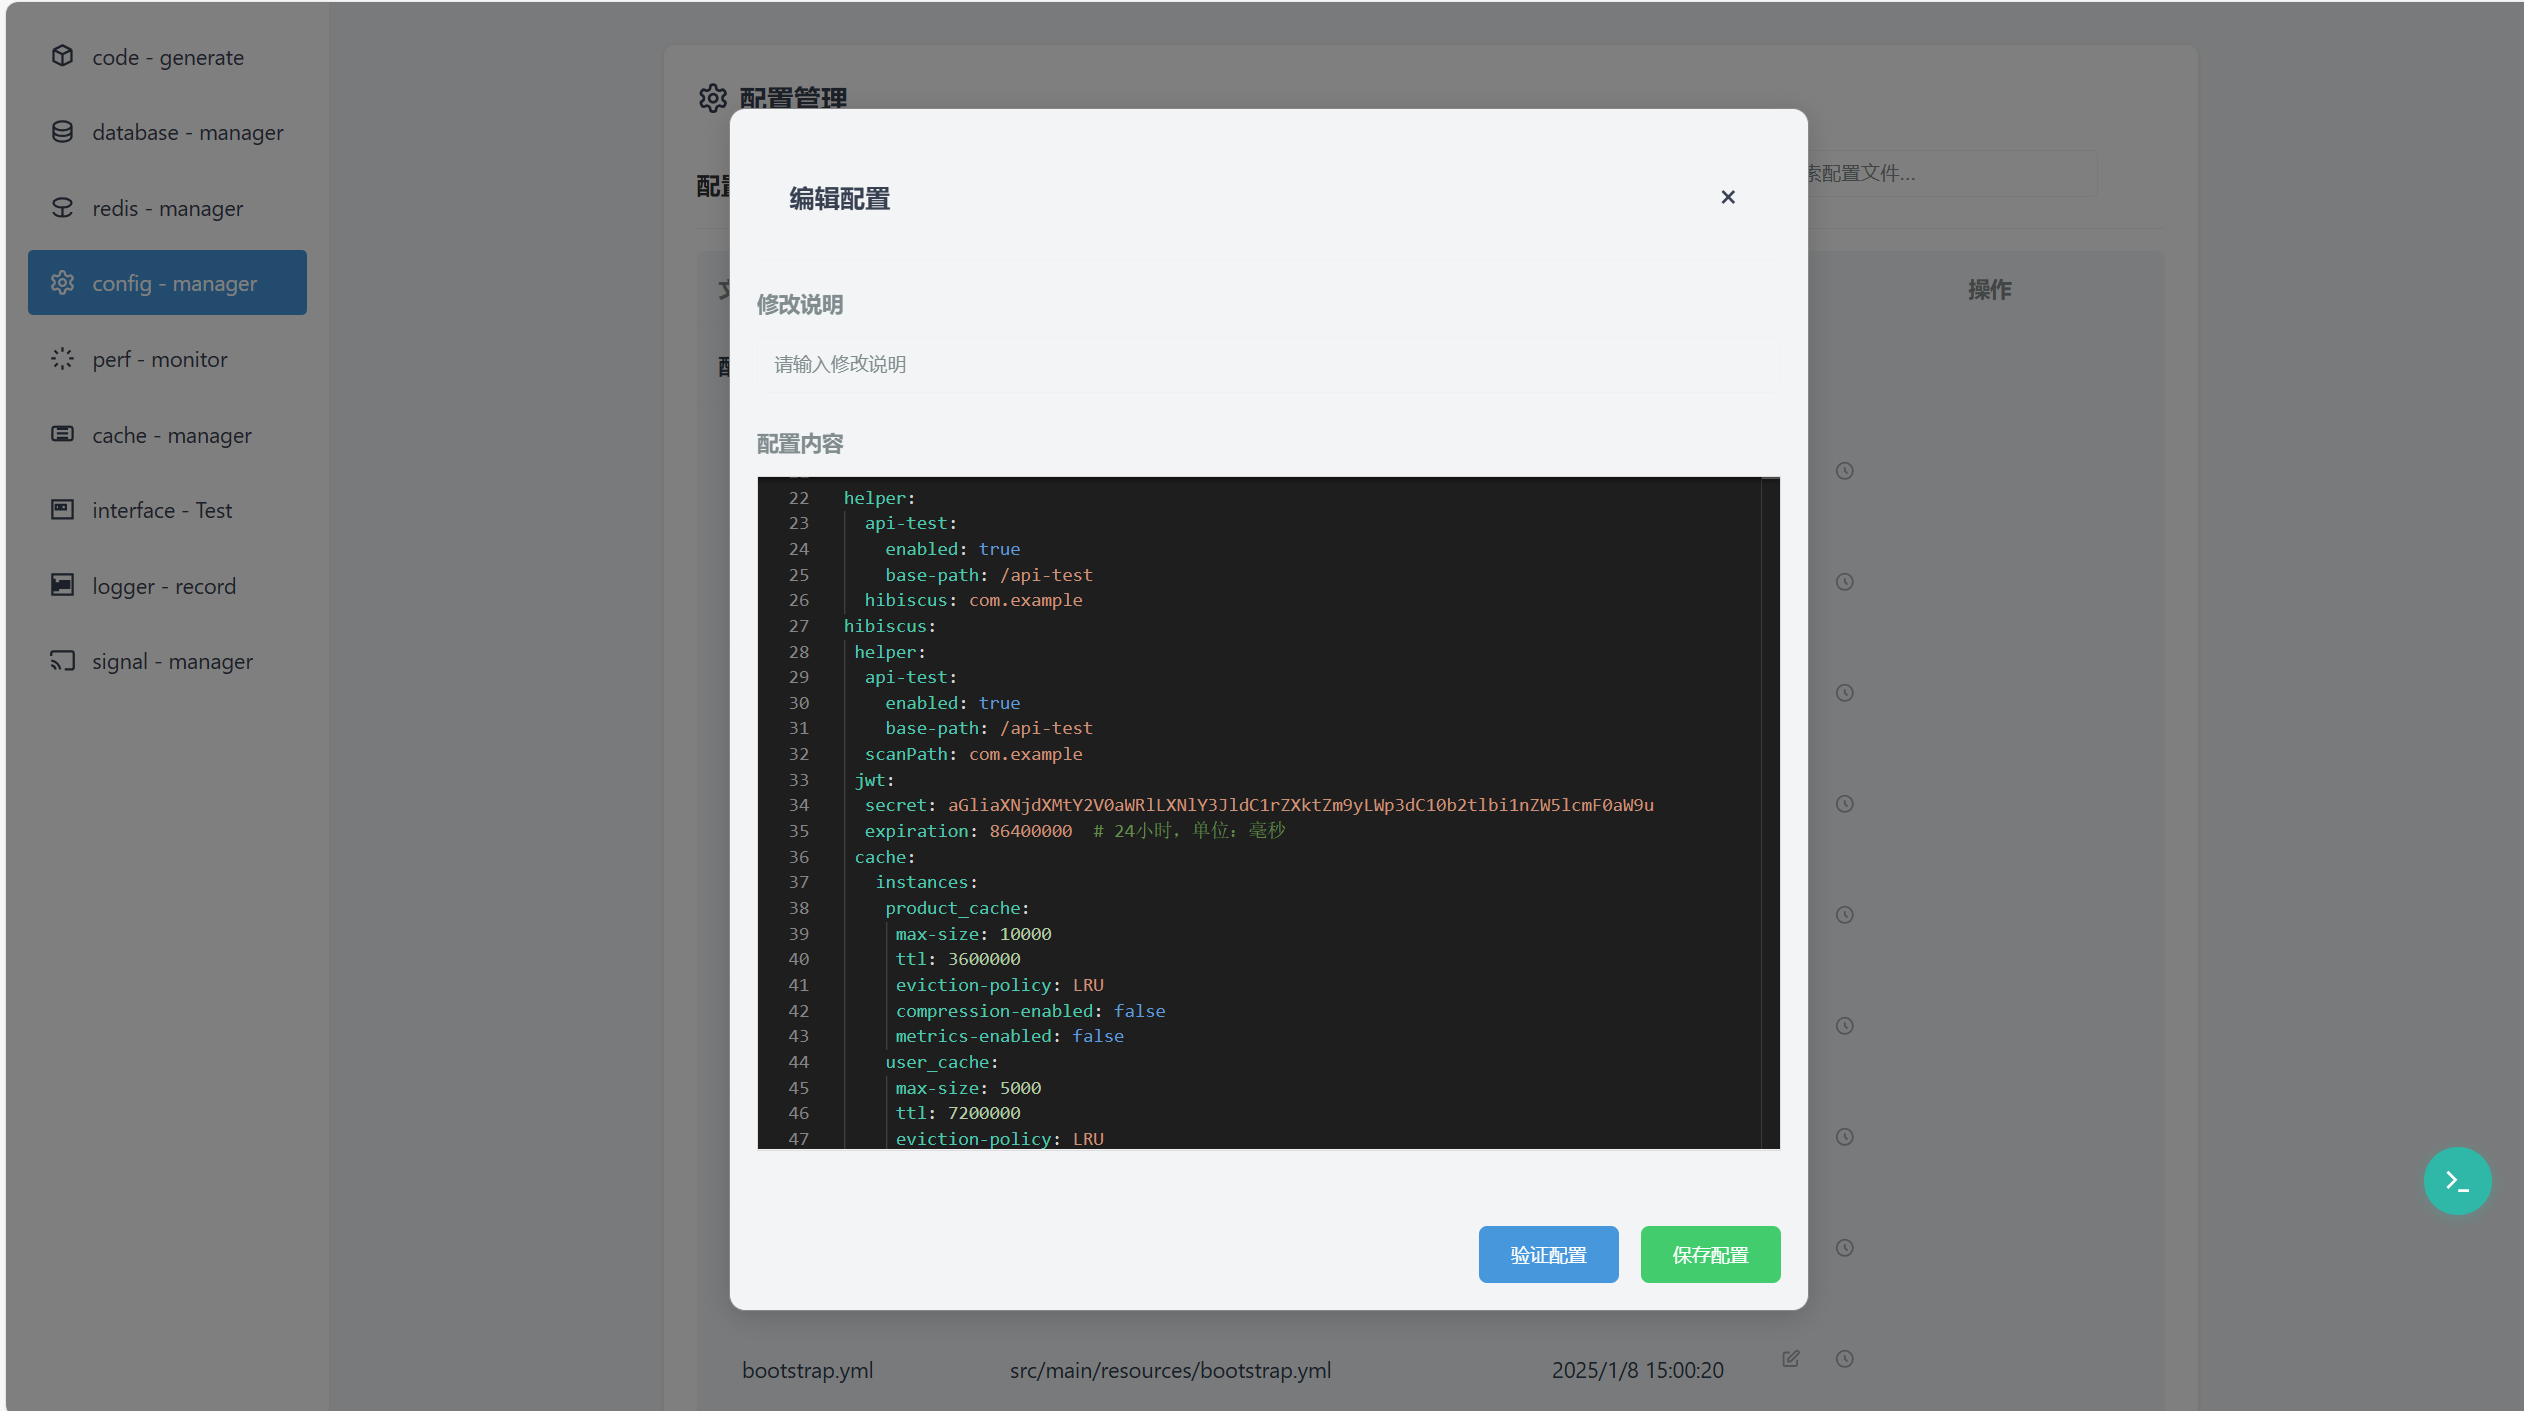 code - generate
database - manager
redis - manager
config - manager
perf - monitor
cache - manager
interface - Test
logger - record
signal - manager
配置管理
索配置文件...
操作
编辑配置
修改说明
请输入修改说明
配置内容
22 helper:
23 api-test:
24 enabled: true
25 base-path: /api-test
26 hibiscus: com.example
27 hibiscus:
28 helper:
29 api-test:
30 enabled: true
31 base-path: /api-test
32 scanPath: com.example
33 jwt:
34 secret: aGliaXNjdXMtY2V0aWRlLXNlY3JldC1rZXktZm9yLWp3dC10b2tlbi1nZW5lcmF0aW9u
35 expiration: 86400000 # 24小时，单位：毫秒
36 cache:
37 instances:
38 product_cache:
39 max-size: 10000
40 ttl: 3600000
41 eviction-policy: LRU
42 compression-enabled: false
43 metrics-enabled: false
44 user_cache:
45 max-size: 5000
46 ttl: 7200000
47 eviction-policy: LRU
验证配置 保存配置
bootstrap.yml src/main/resources/bootstrap.yml 2025/1/8 15:00:20